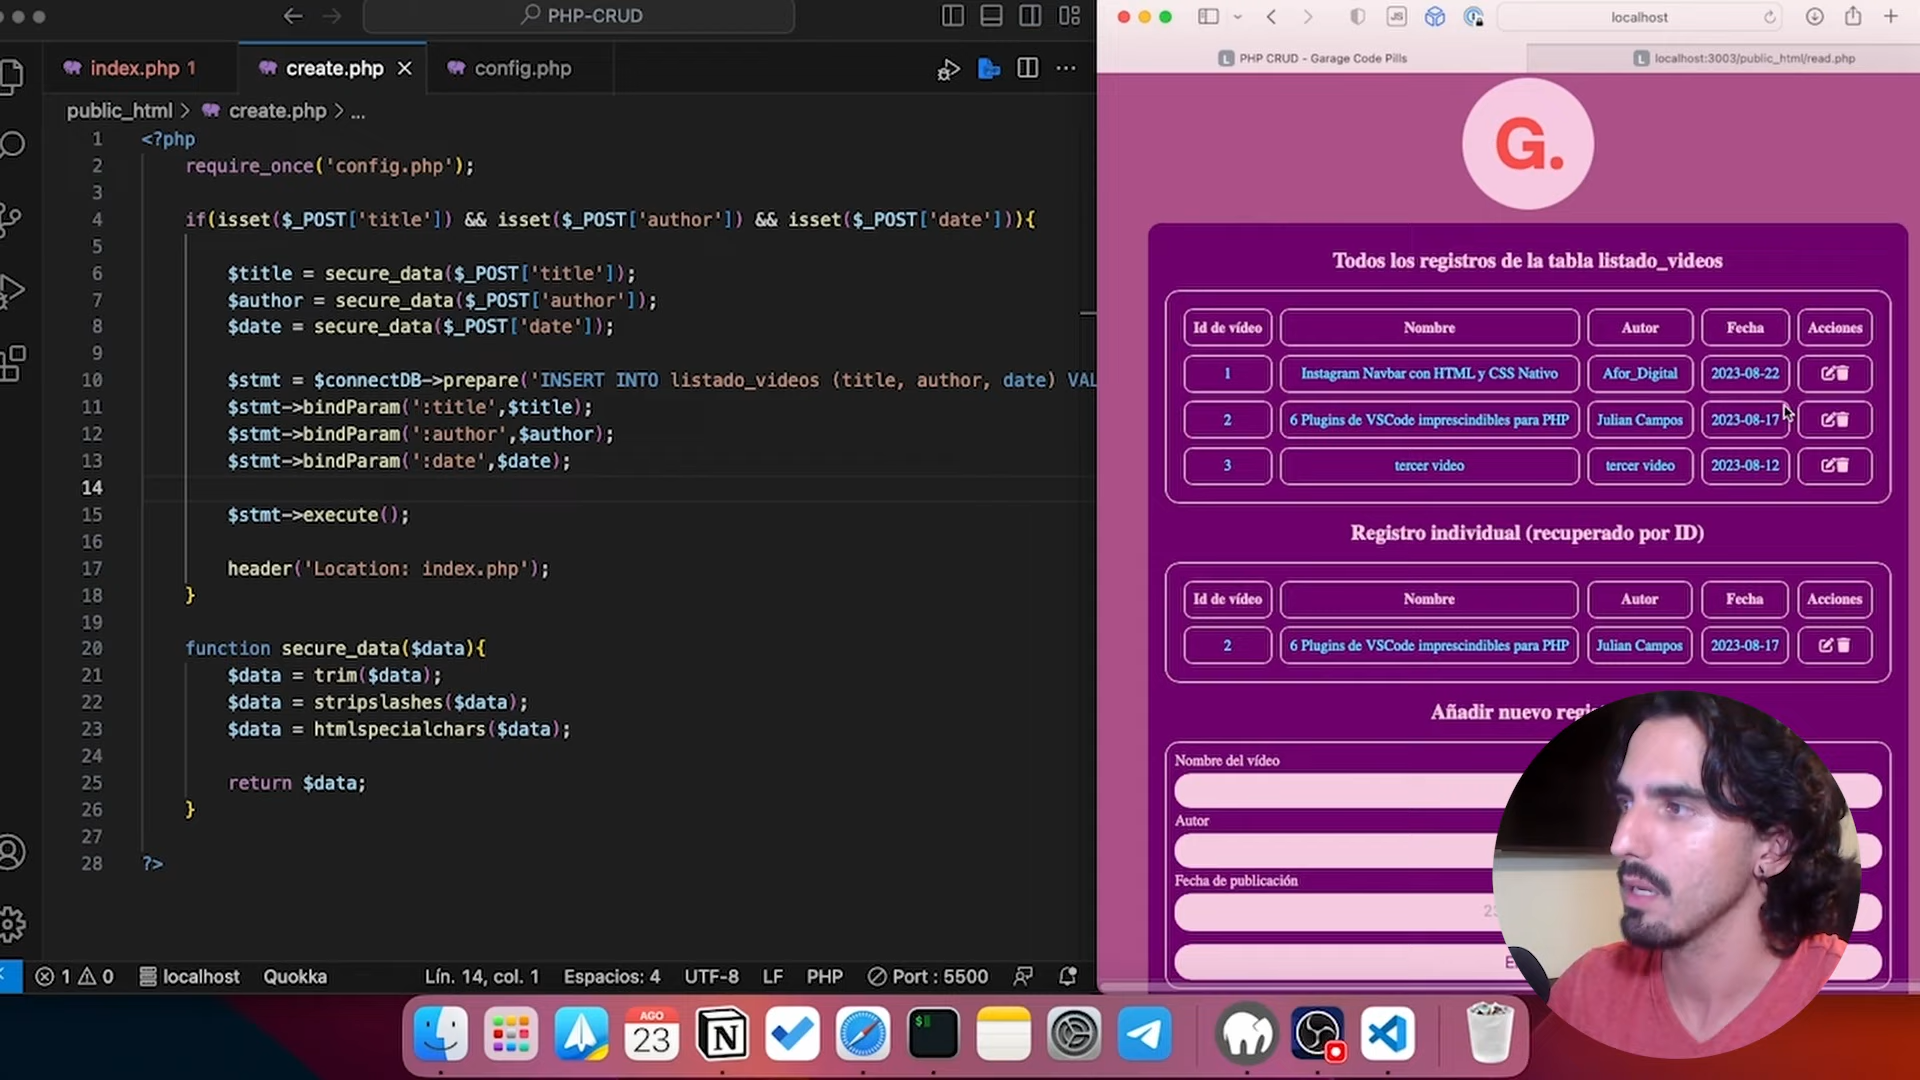 PHP-CRUD
index.php 1
create.php
config.php
public_html > create.php > ...
1 <?php
2 require_once('config.php');
3
4 if(isset($_POST['title']) && isset($_POST['author']) && isset($_POST['date'])){
5
6 $title = secure_data($_POST['title']);
7 $author = secure_data($_POST['author']);
8 $date = secure_data($_POST['date']);
9
10 $stmt = $connectDB->prepare('INSERT INTO listado_videos (title, author, date) VAL
11 $stmt->bindParam(':title',$title);
12 $stmt->bindParam(':author',$author);
13 $stmt->bindParam(':date',$date);
14
15 $stmt->execute();
16
17 header('Location: index.php');
18 }
19
20 function secure_data($data){
21 $data = trim($data);
22 $data = stripslashes($data);
23 $data = htmlspecialchars($data);
24
25 return $data;
26 }
27
28 ?>
1 0 localhost Quokka Lín. 14, col. 1 Espacios: 4 UTF-8 LF PHP Port : 5500
JS
localhost
L PHP CRUD - Garage Code Pills
L localhost:3003/public_html/read.php
G.
Todos los registros de la tabla listado_videos
Id de vídeo Nombre Autor Fecha Acciones
1 Instagram Navbar con HTML y CSS Nativo Afor_Digital 2023-08-22
2 6 Plugins de VSCode imprescindibles para PHP Julian Campos 2023-08-17
3 tercer video tercer video 2023-08-12
Registro individual (recuperado por ID)
Id de vídeo Nombre Autor Fecha Acciones
2 6 Plugins de VSCode imprescindibles para PHP Julian Campos 2023-08-17
Añadir nuevo regi
Nombre del vídeo
Autor
Fecha de publicación
AGO
23
N
$